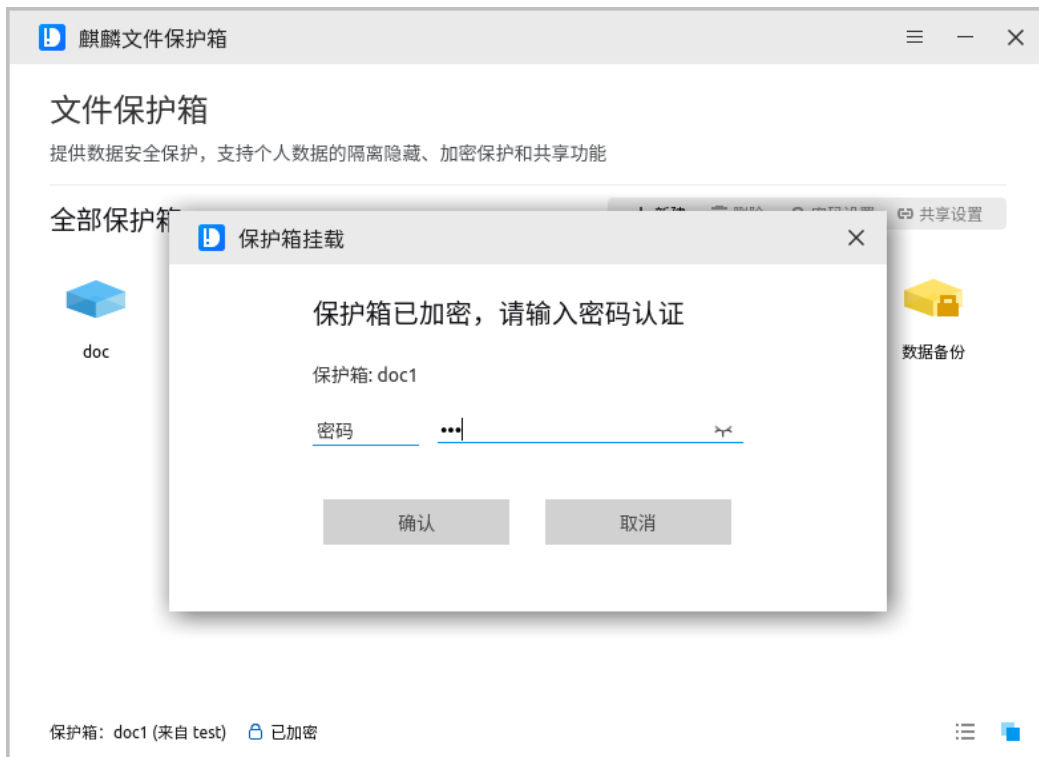 麒麟文件保护箱
文件保护箱
提供数据安全保护，支持个人数据的隔离隐藏、加密保护和共享功能
全部保护箱
共享设置
保护箱挂载
保护箱已加密，请输入密码认证
保护箱: doc1
密码 •••
确认 取消
doc
数据备份
保护箱：doc1 (来自 test) 已加密